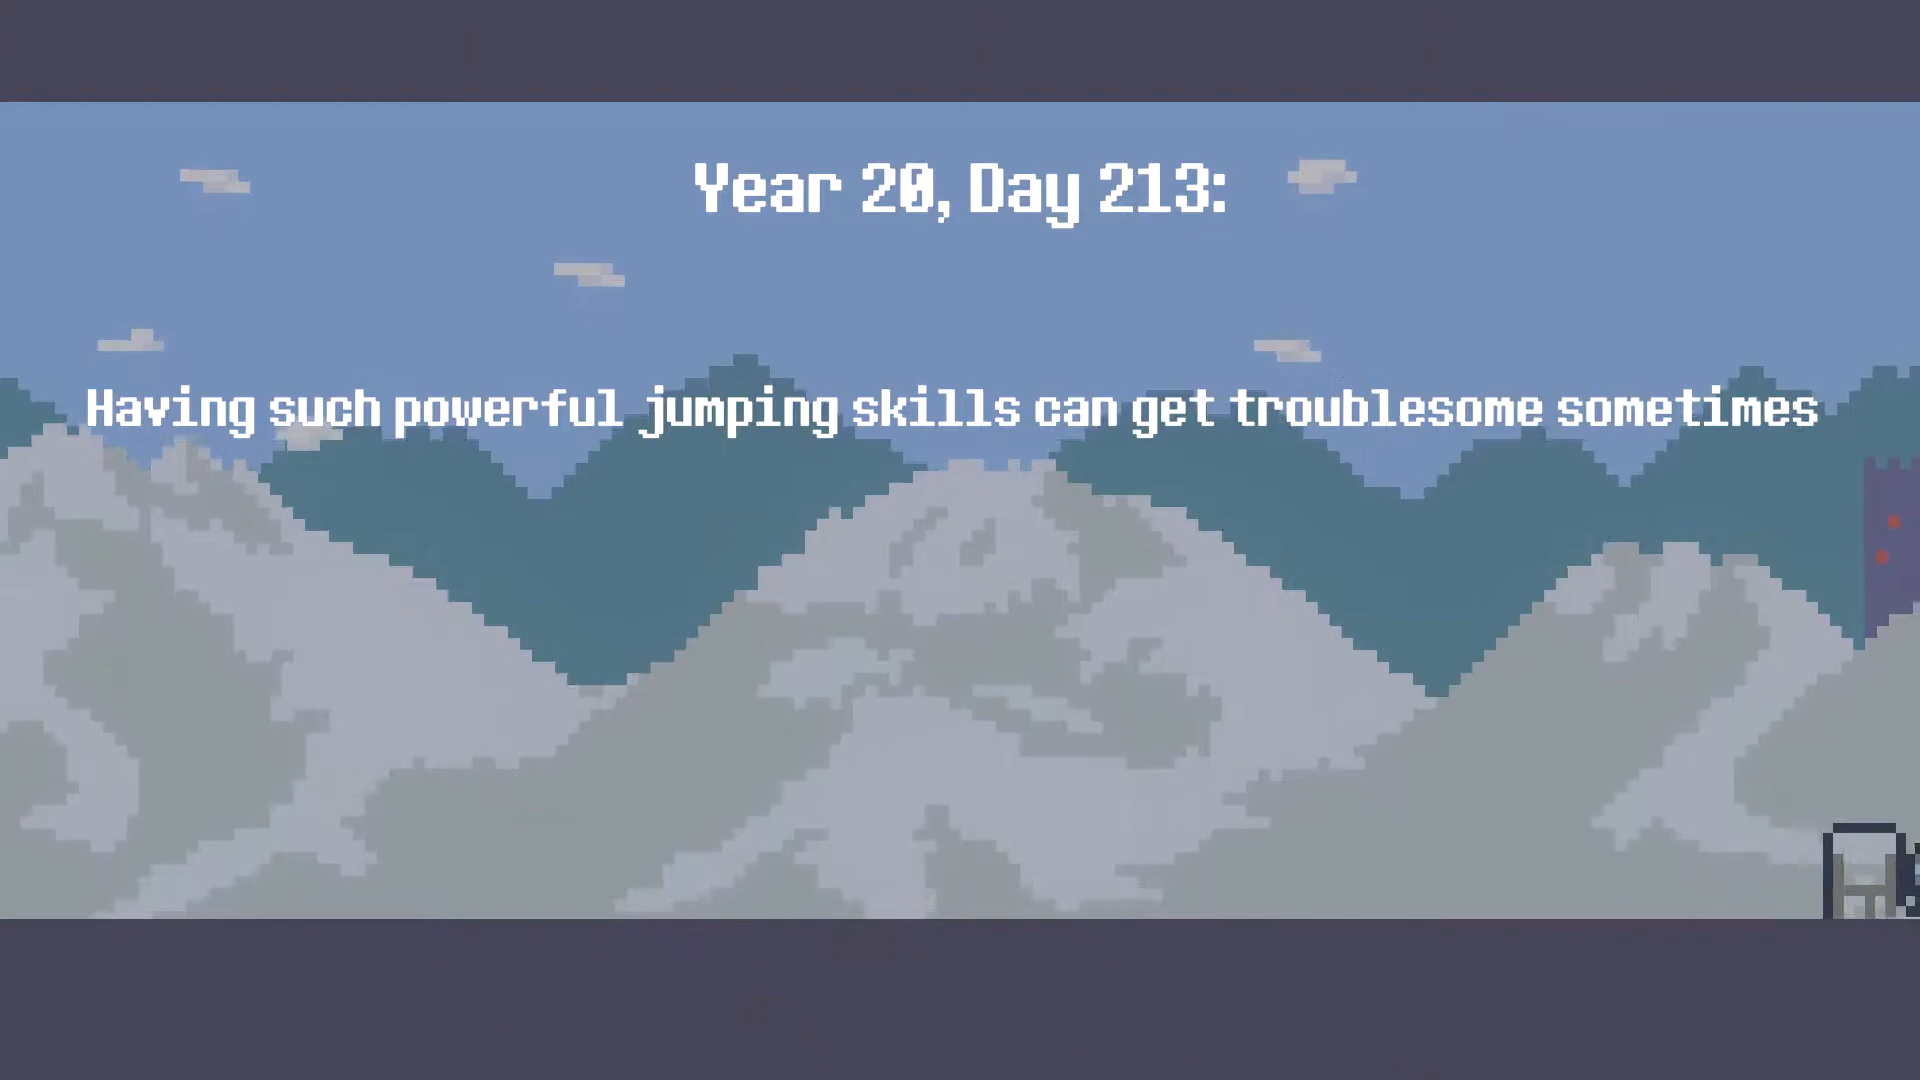 Year 20, Day 213:
Having such powerful jumping skills can get troublesome sometimes